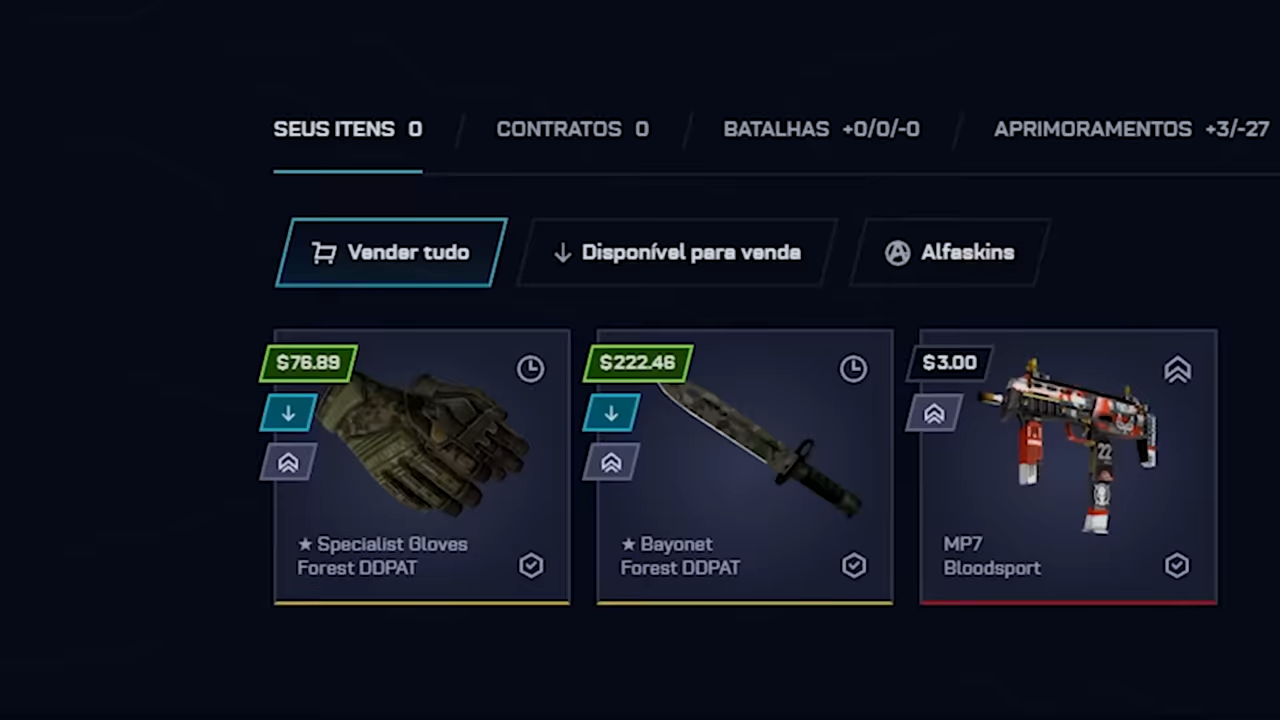 SEUS ITENS 0 / CONTRATOS 0 / BATALHAS +0/0/-0 / APRIMORAMENTOS +3/-27
Vender tudo
Disponível para venda
Alfaskins
$76.89
★ Specialist Gloves
Forest DDPAT
$222.46
★ Bayonet
Forest DDPAT
$3.00
22
MP7
Bloodsport